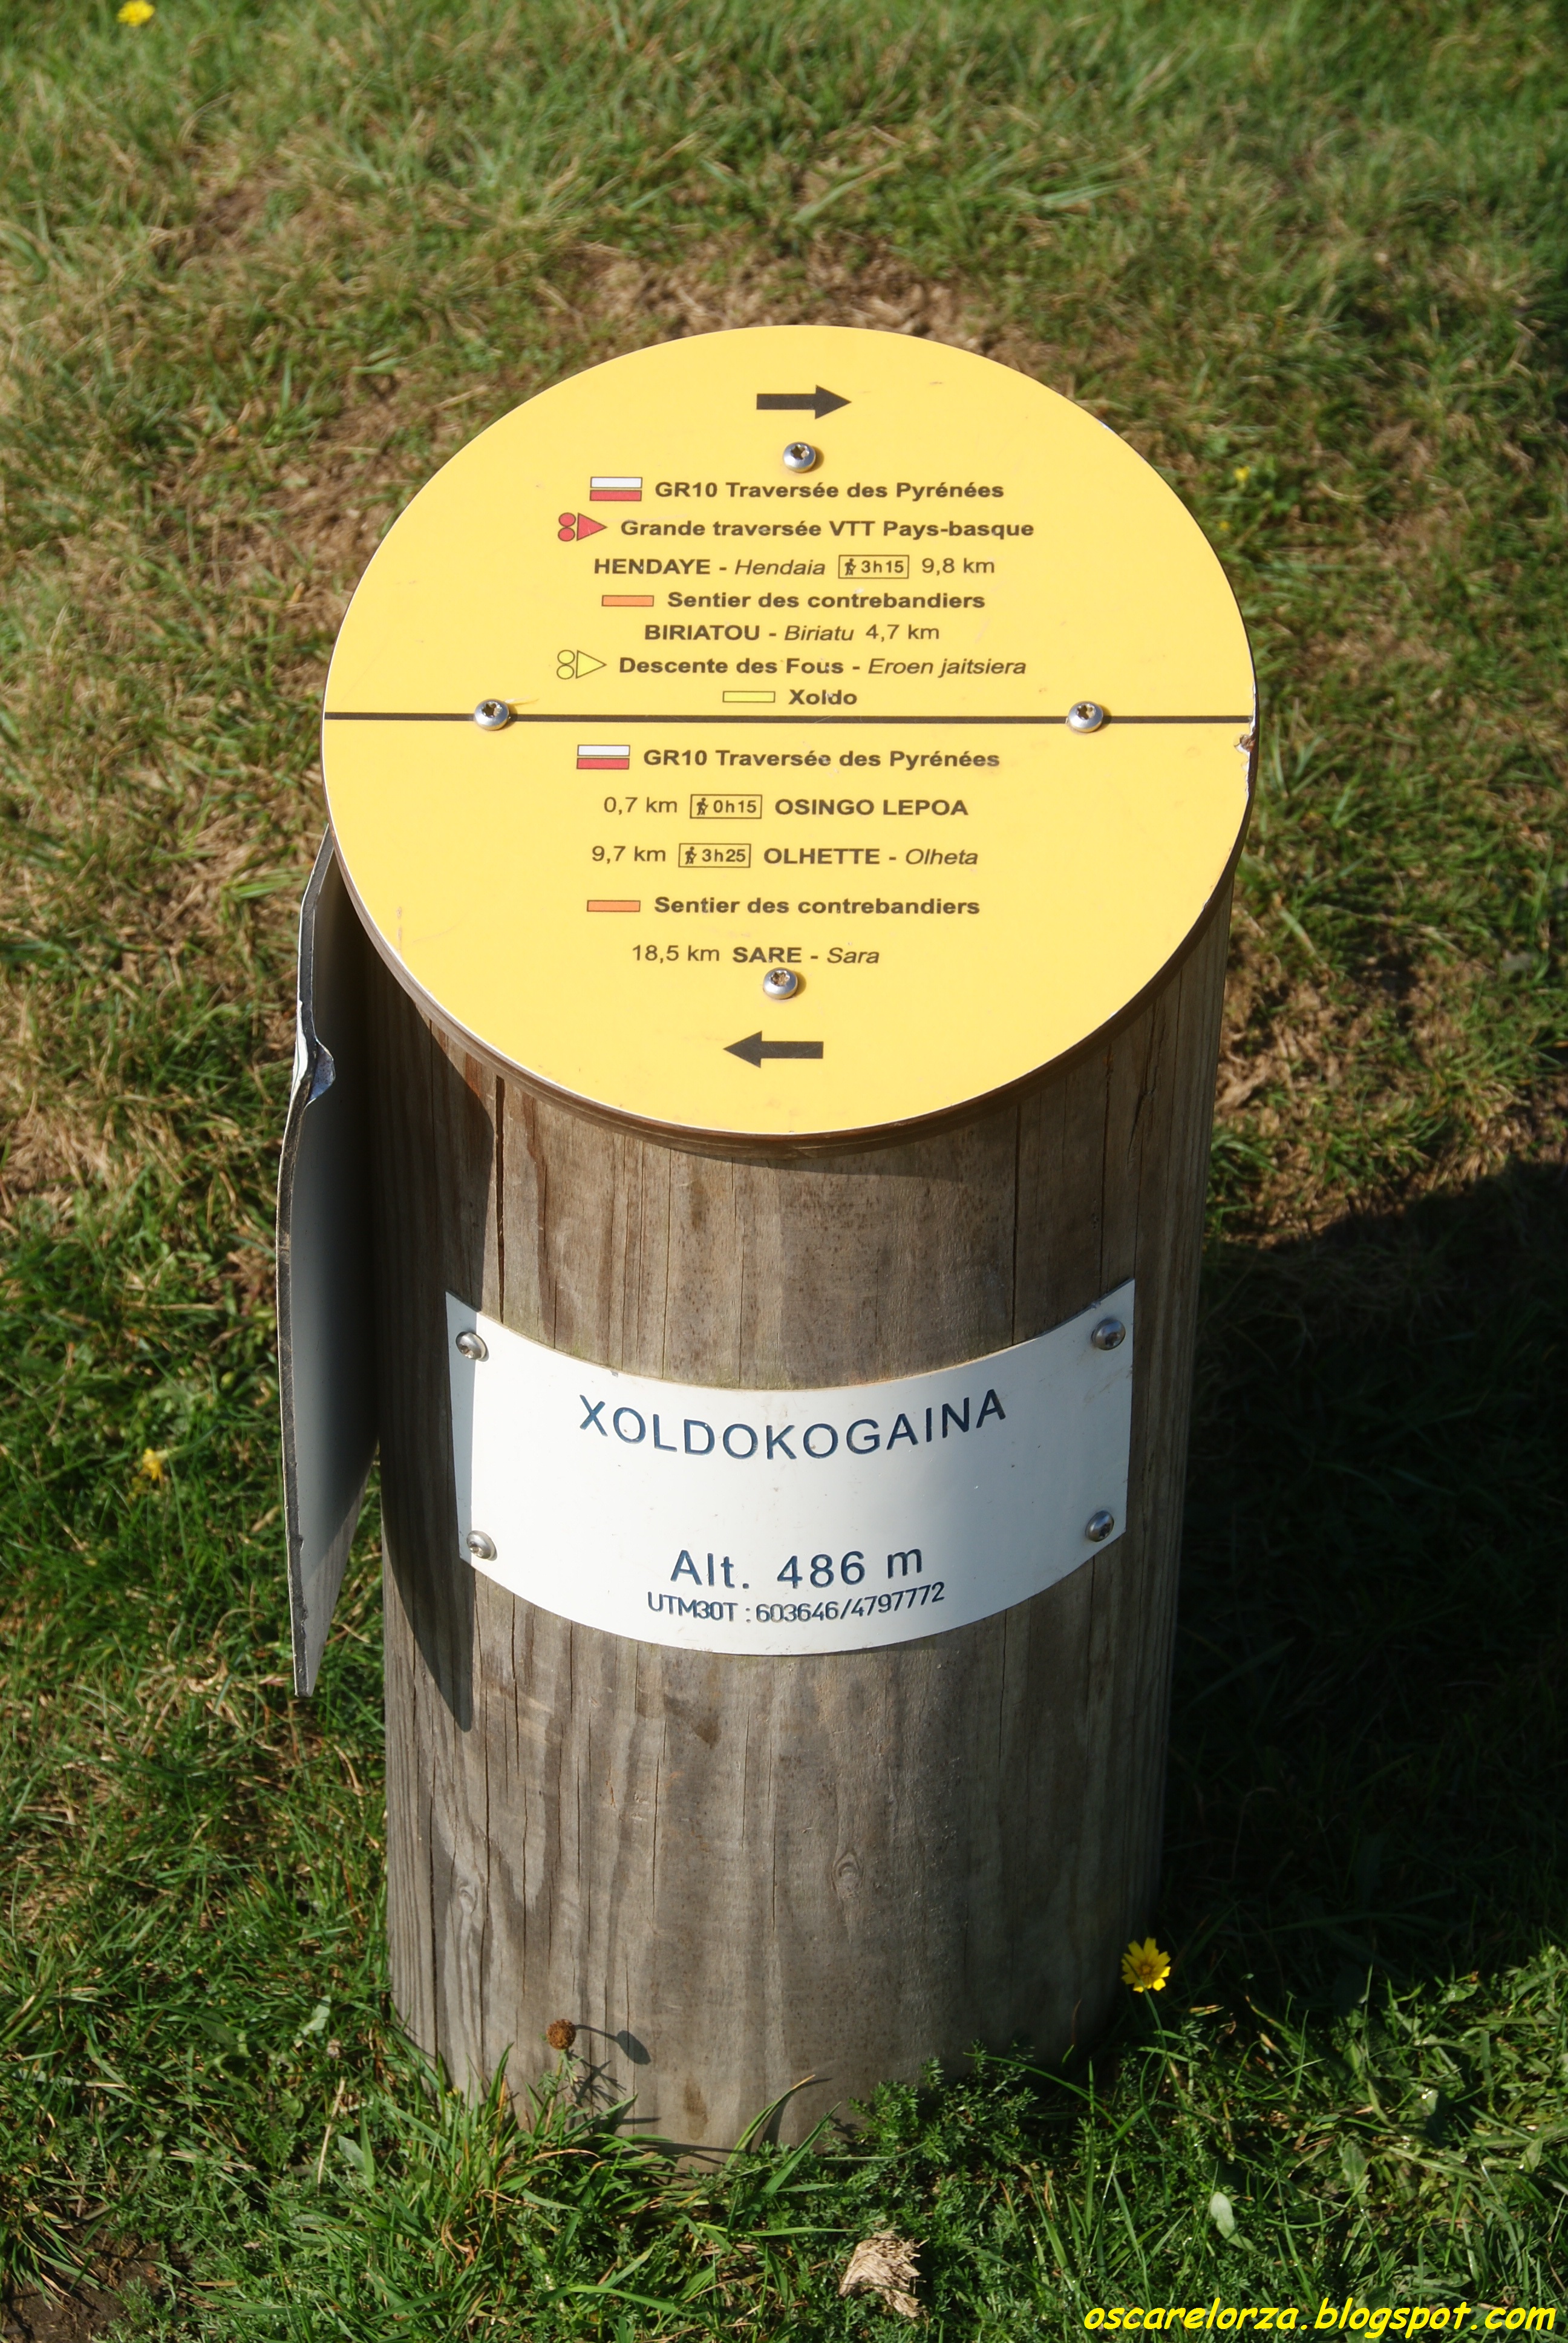 GR10 Traversée des Pyrénées
Grande traversée VTT Pays-basque
HENDAYE - Hendaia 3h15 9,8 km
Sentier des contrebandiers
BIRIATOU - Biriatu 4,7 km
Descente des Fous - Eroen jaitsiera
Xoldo
GR10 Traversée des Pyrénées
0,7 km 0h15 OSINGO LEPOA
9,7 km 3h25 OLHETTE - Olheta
Sentier des contrebandiers
18,5 km SARE - Sara
XOLDOKOGAINA
Alt. 486 m
UTM30T : 603646/4797772
oscarelorza.blogspot.com